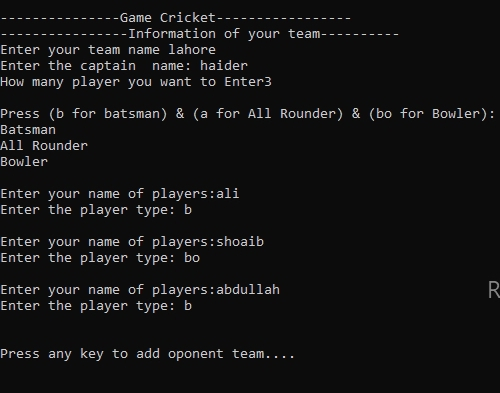 ---------------Game Cricket-----------------
----------------Information of your team----------
Enter your team name lahore
Enter the captain  name: haider
How many player you want to Enter3
Press (b for batsman) & (a for All Rounder) & (bo for Bowler):
Batsman
All Rounder
Bowler
Enter your name of players:ali
Enter the player type: b
Enter your name of players:shoaib
Enter the player type: bo
Enter your name of players:abdullah
Enter the player type: b
R
Press any key to add oponent team....